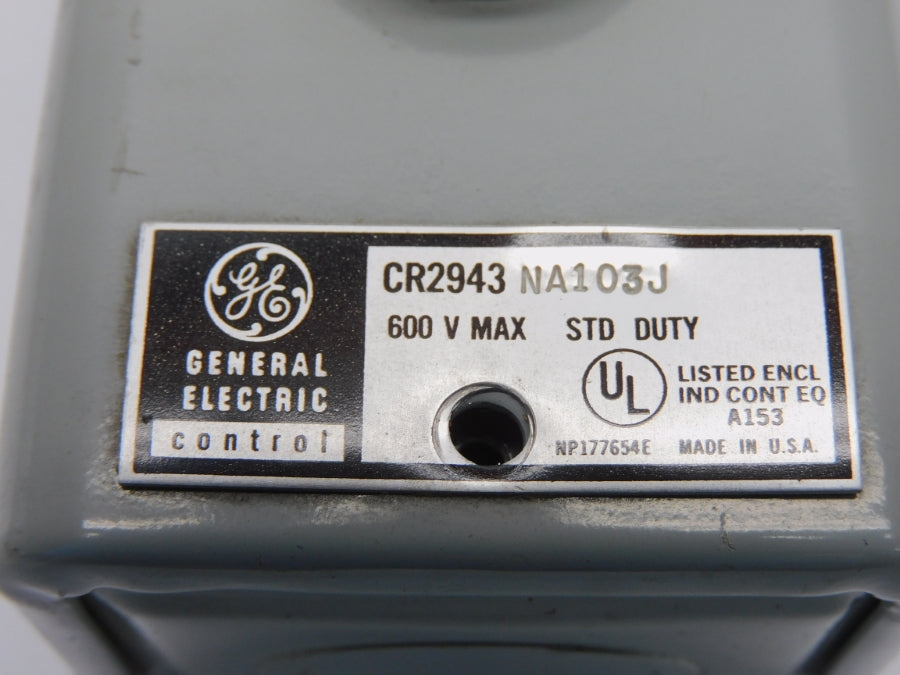 GE
GENERAL
ELECTRIC
control
CR2943 NA103J
600 V MAX STD DUTY
UL
LISTED ENCL
IND CONT EQ
A153
NP177654E MADE IN U.S.A.